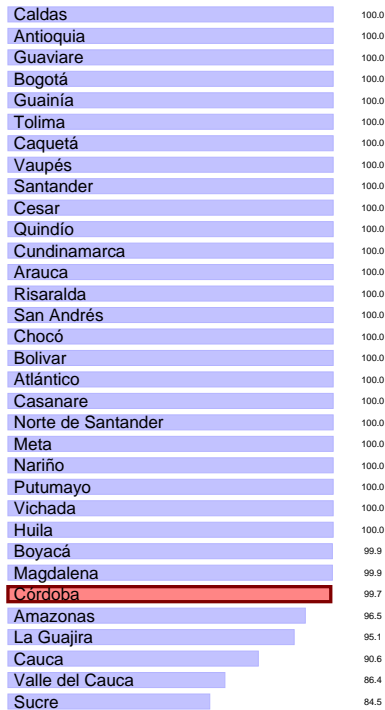 Caldas 100.0
Antioquia 100.0
Guaviare 100.0
Bogotá 100.0
Guainía 100.0
Tolima 100.0
Caquetá 100.0
Vaupés 100.0
Santander 100.0
Cesar 100.0
Quindío 100.0
Cundinamarca 100.0
Arauca 100.0
Risaralda 100.0
San Andrés 100.0
Chocó 100.0
Bolivar 100.0
Atlántico 100.0
Casanare 100.0
Norte de Santander 100.0
Meta 100.0
Nariño 100.0
Putumayo 100.0
Vichada 100.0
Huila 100.0
Boyacá 99.9
Magdalena 99.9
Córdoba 99.7
Amazonas 96.5
La Guajira 95.1
Cauca 90.6
Valle del Cauca 86.4
Sucre 84.5